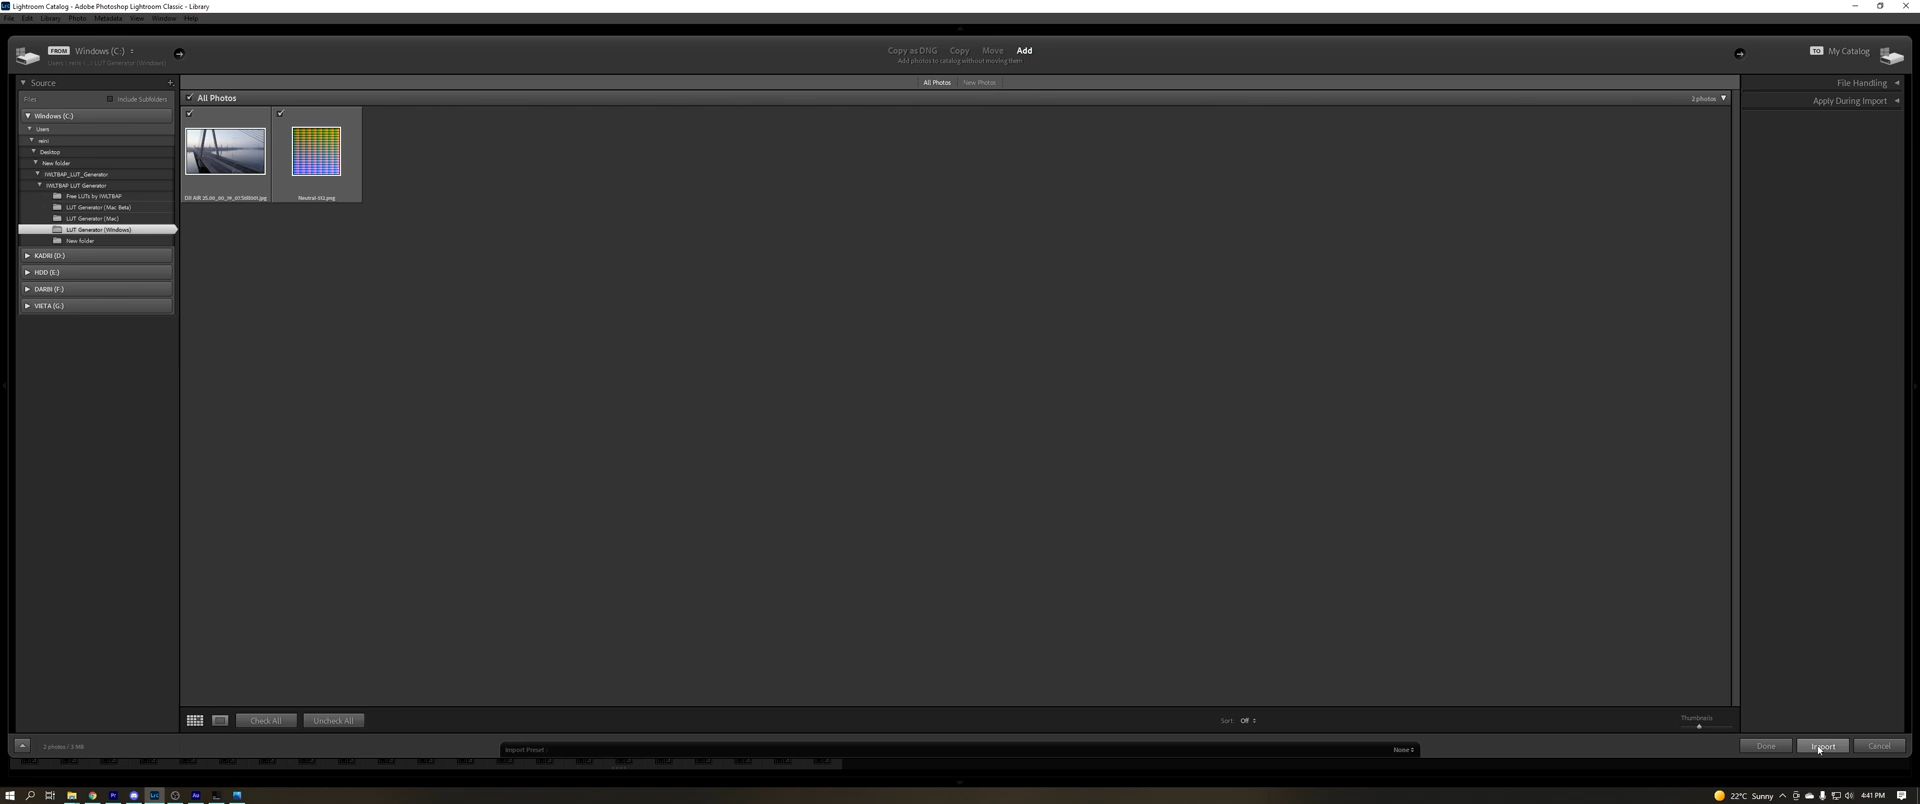 Lightroom Catalog - Adobe Photoshop Lightroom Classic - Library
File Edit Library Photo Metadata View Window Help
FROM Windows (C:)
Copy as DNG Copy Move Add
Add photos to catalog without moving them
TO My Catalog
Source
All Photos New Photos
File Handling
Files Include Subfolders
All Photos
2 photos
Apply During Import
Windows (C:)
Users
reini
Desktop
New folder
IWLTBAP_LUT_Generator
IWLTBAP LUT Generator
Free LUTs by IWLTBAP
LUT Generator (Mac Beta)
LUT Generator (Mac)
LUT Generator (Windows)
New folder
Neutral-512.png
KADRI (D:)
HDD (E:)
DARBI (F:)
VIETA (G:)
Check All Uncheck All
Sort: Off
Thumbnails
2 photos / 3 MB
Import Preset : None
Done Import Cancel
22°C Sunny 4:41 PM